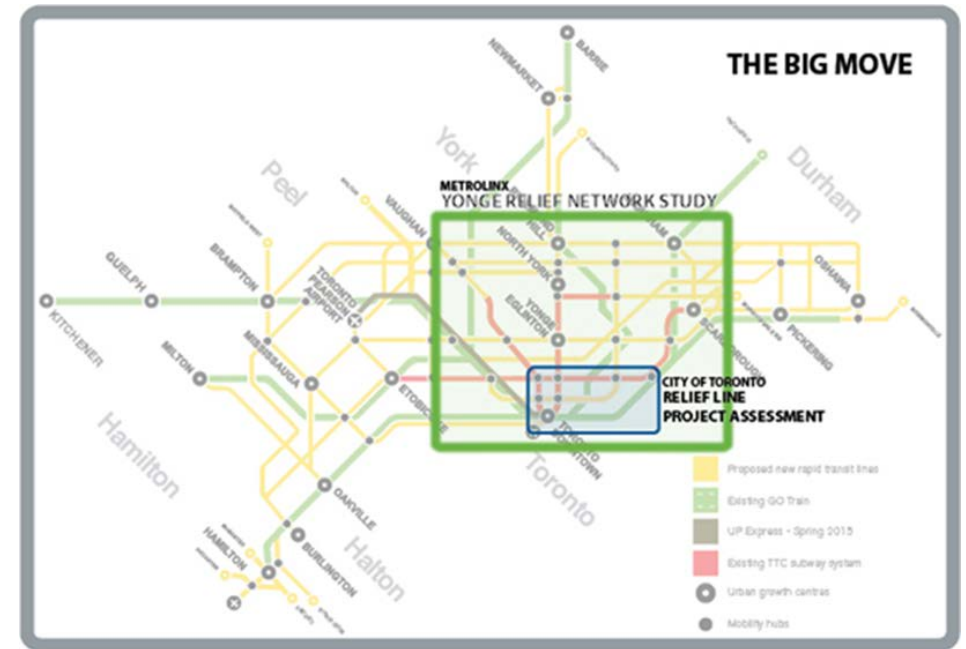 THE BIG MOVE
BARRIE
NEWMARKET
York
Durham
Peel
METROLINX
YONGE RELIEF NETWORK STUDY
VAUGHAN
HILL
NORTH YORK
OSHAWA
GUELPH
BRAMPTON
TORONTO
PEARSON
AIRPORT
YONGE
EGLINTON
PICKERING
KITCHENER
MILTON
MISSISSAUGA
SCARBOROUGH
CITY OF TORONTO
RELIEF LINE
PROJECT ASSESSMENT
ETOBICOKE
TORONTO
DOWNTOWN
Hamilton
Toronto
Proposed new rapid transit lines
OAKVILLE
Existing GO Train
UP Express - Spring 2015
HAMILTON
BURLINGTON
Halton
Existing TTC subway system
Urban growth centres
Mobility hubs